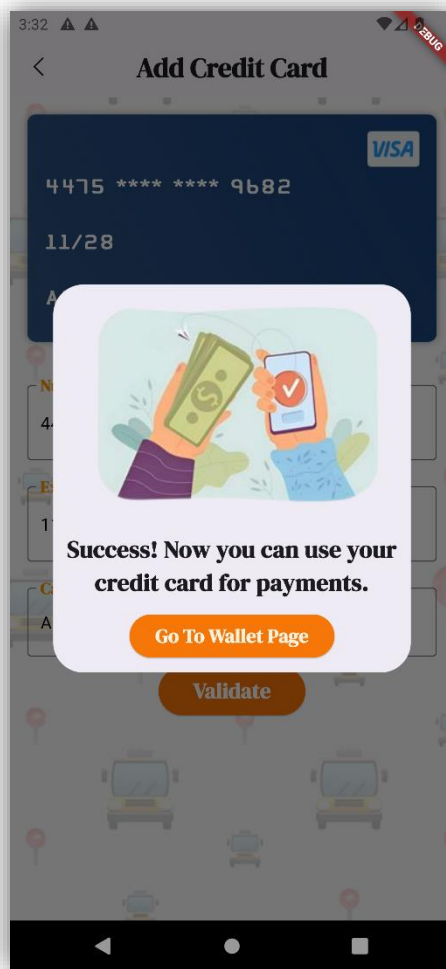 3:32
DEBUG
Add Credit Card
VISA
4475 **** **** 9682
11/28
Success! Now you can use your
credit card for payments.
Go To Wallet Page
Validate